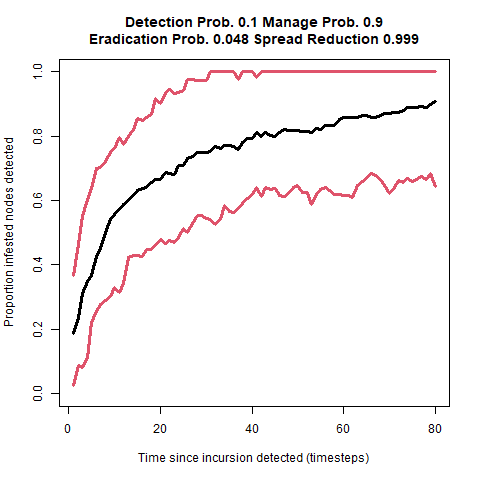 Detection Prob. 0.1 Manage Prob. 0.9
Eradication Prob. 0.048 Spread Reduction 0.999
Proportion infested nodes detected
1.0
0.8
0.6
0.4
0.2
0.0
0 20 40 60 80
Time since incursion detected (timesteps)